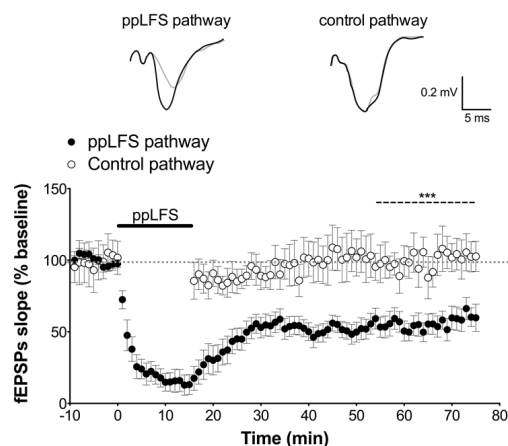 ppLFS pathway
control pathway
0.2 mV
5 ms
ppLFS pathway
Control pathway
ppLFS
***
fEPSPs slope (% baseline)
150
100
50
0
-10 0 10 20 30 40 50 60 70 80
Time (min)